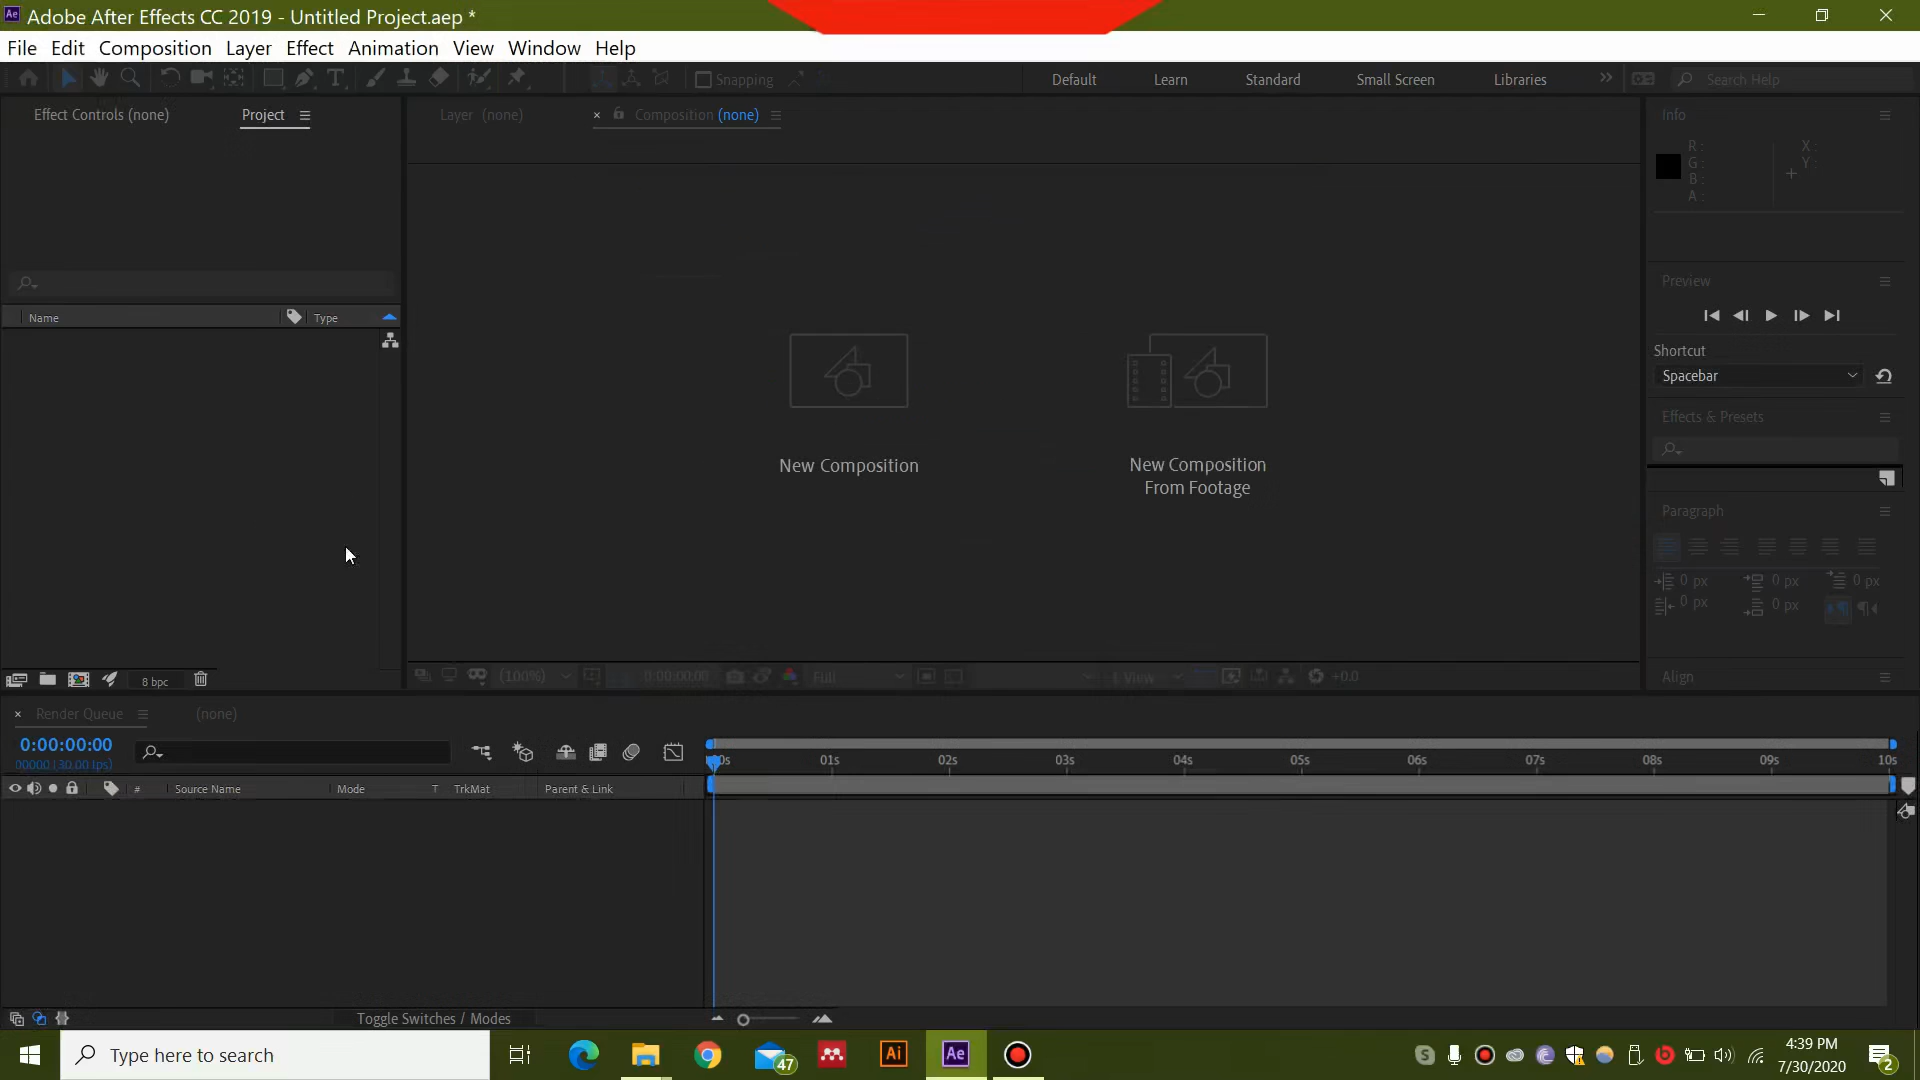 Adobe After Effects CC 2019 - Untitled Project.aep *
File Edit Composition Layer Effect Animation View Window Help
Snapping Default Learn Standard Small Screen Libraries Search Help
Effect Controls (none) Project
Layer (none) Composition (none)
Info
R :
G :
B :
A :
X :
Y :
Preview
Shortcut
Spacebar
Effects & Presets
Paragraph
0 px 0 px 0 px
0 px 0 px
Align
Name Type
New Composition
New Composition
From Footage
8 bpc
(100%) 0:00:00:00 Full 1 View +0.0
Render Queue (none)
0:00:00:00
00000 (30.00 fps)
0s 01s 02s 03s 04s 05s 06s 07s 08s 09s 10s
# Source Name Mode T TrkMat Parent & Link
Toggle Switches / Modes
Type here to search
47
Ai
Ae
4:39 PM
7/30/2020
2